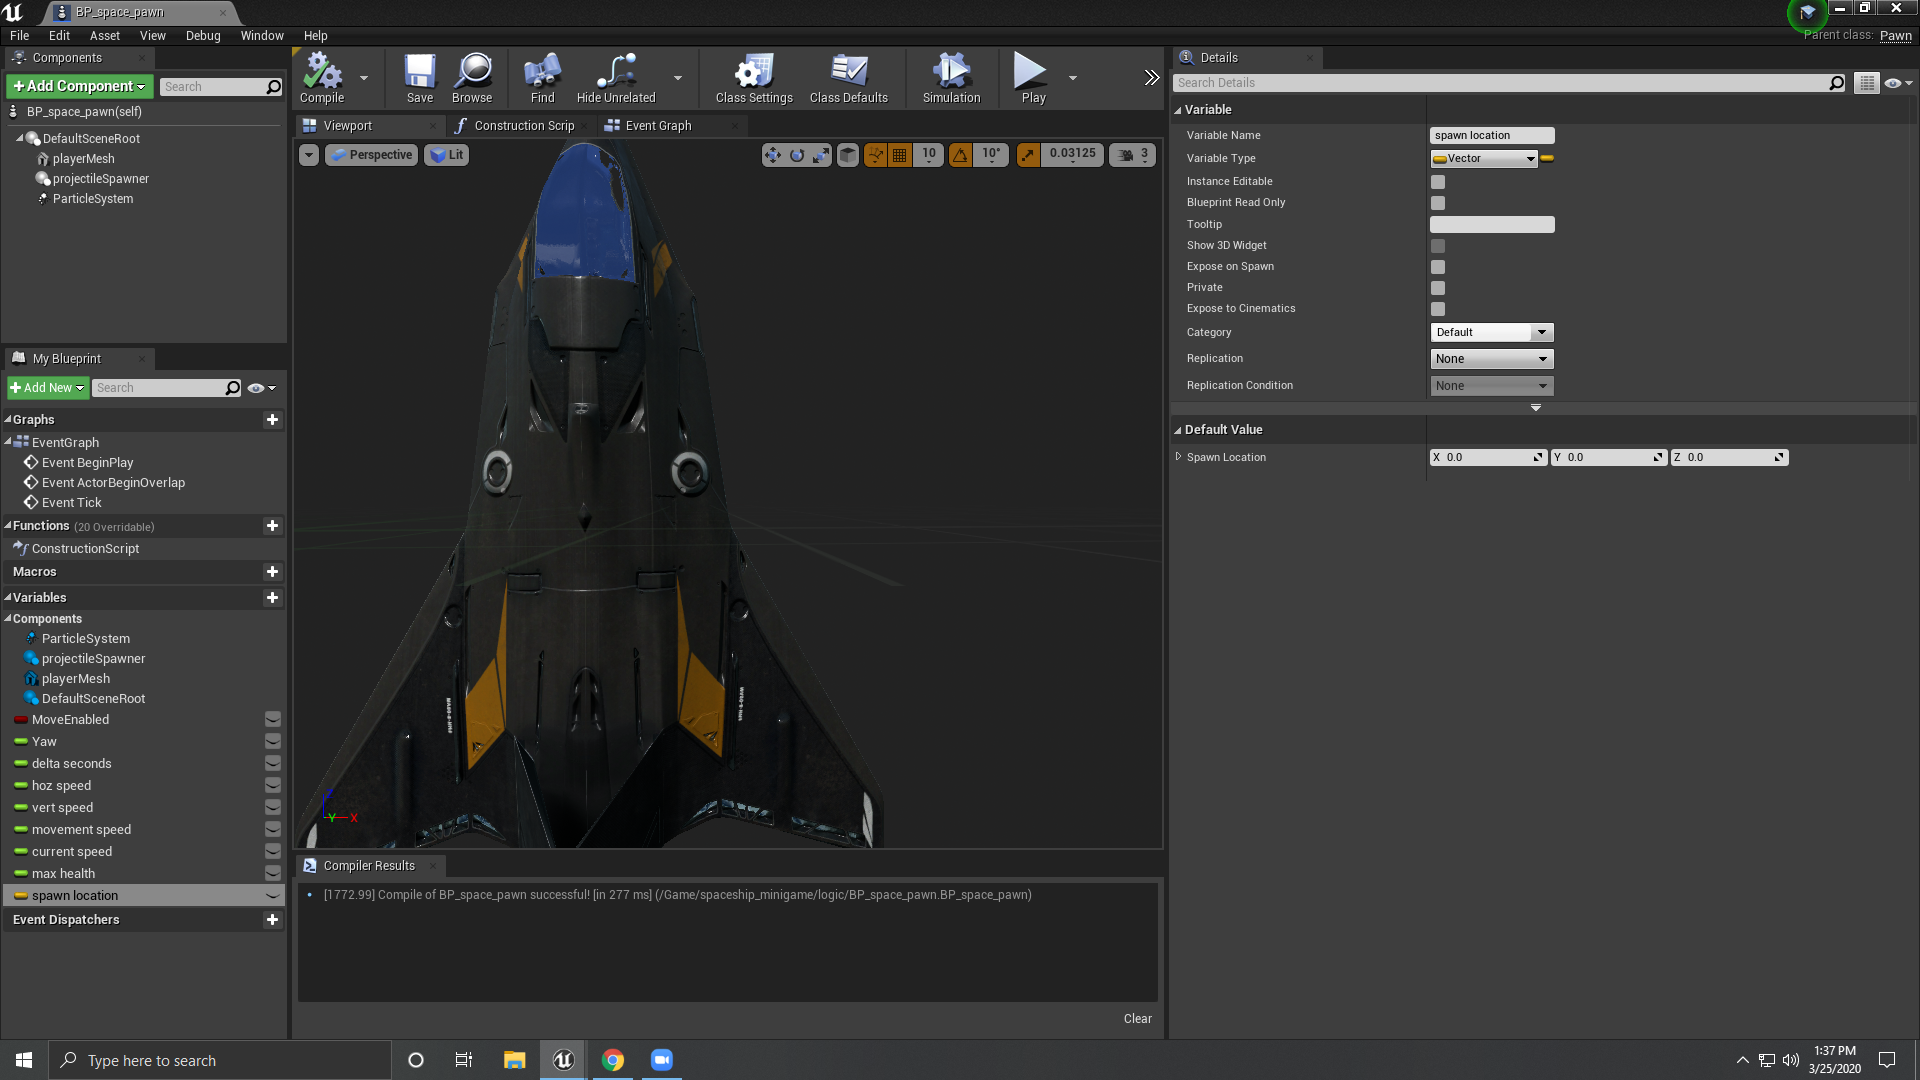 BP_space_pawn
File Edit Asset View Debug Window Help
Parent class: Pawn
Components
+ Add Component
Search
BP_space_pawn(self)
DefaultSceneRoot
playerMesh
projectileSpawner
ParticleSystem
My Blueprint
+ Add New
Search
Graphs
EventGraph
Event BeginPlay
Event ActorBeginOverlap
Event Tick
Functions (20 Overridable)
ConstructionScript
Macros
Variables
Components
ParticleSystem
projectileSpawner
playerMesh
DefaultSceneRoot
MoveEnabled
Yaw
delta seconds
hoz speed
vert speed
movement speed
current speed
max health
spawn location
Event Dispatchers
Compile Save Browse Find Hide Unrelated Class Settings Class Defaults Simulation Play
Viewport Construction Scrip Event Graph
Perspective Lit 10 10° 0.03125 3
Z
Y X
Compiler Results
[1772.99] Compile of BP_space_pawn successful! [in 277 ms] (/Game/spaceship_minigame/logic/BP_space_pawn.BP_space_pawn)
Clear
Details
Search Details
Variable
Variable Name spawn location
Variable Type Vector
Instance Editable
Blueprint Read Only
Tooltip
Show 3D Widget
Expose on Spawn
Private
Expose to Cinematics
Category Default
Replication None
Replication Condition None
Default Value
Spawn Location X 0.0 Y 0.0 Z 0.0
Type here to search
1:37 PM
3/25/2020